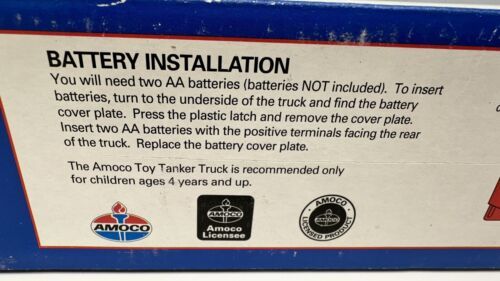 BATTERY INSTALLATION
You will need two AA batteries (batteries NOT included). To insert
batteries, turn to the underside of the truck and find the battery
cover plate. Press the plastic latch and remove the cover plate.
Insert two AA batteries with the positive terminals facing the rear
of the truck. Replace the battery cover plate.
The Amoco Toy Tanker Truck is recommended only
for children ages 4 years and up.
AMOCO
AMOCO
Amoco
Licensee
AMOCO
AMOCO
LICENSED PRODUCT